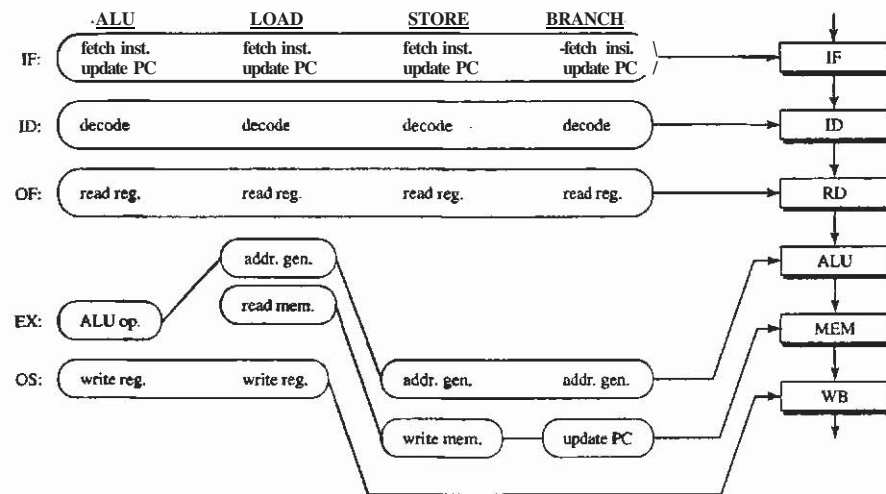 ALU LOAD STORE BRANCH
IF: fetch inst. fetch inst. fetch inst. -fetch insi. IF
update PC update PC update PC update PC
ID: decode decode decode decode ID
OF: read reg. read reg. read reg. read reg. RD
addr. gen. ALU
read mem.
EX: ALU op. MEM
OS: write reg. write reg. addr. gen. addr. gen. WB
write mem. update PC